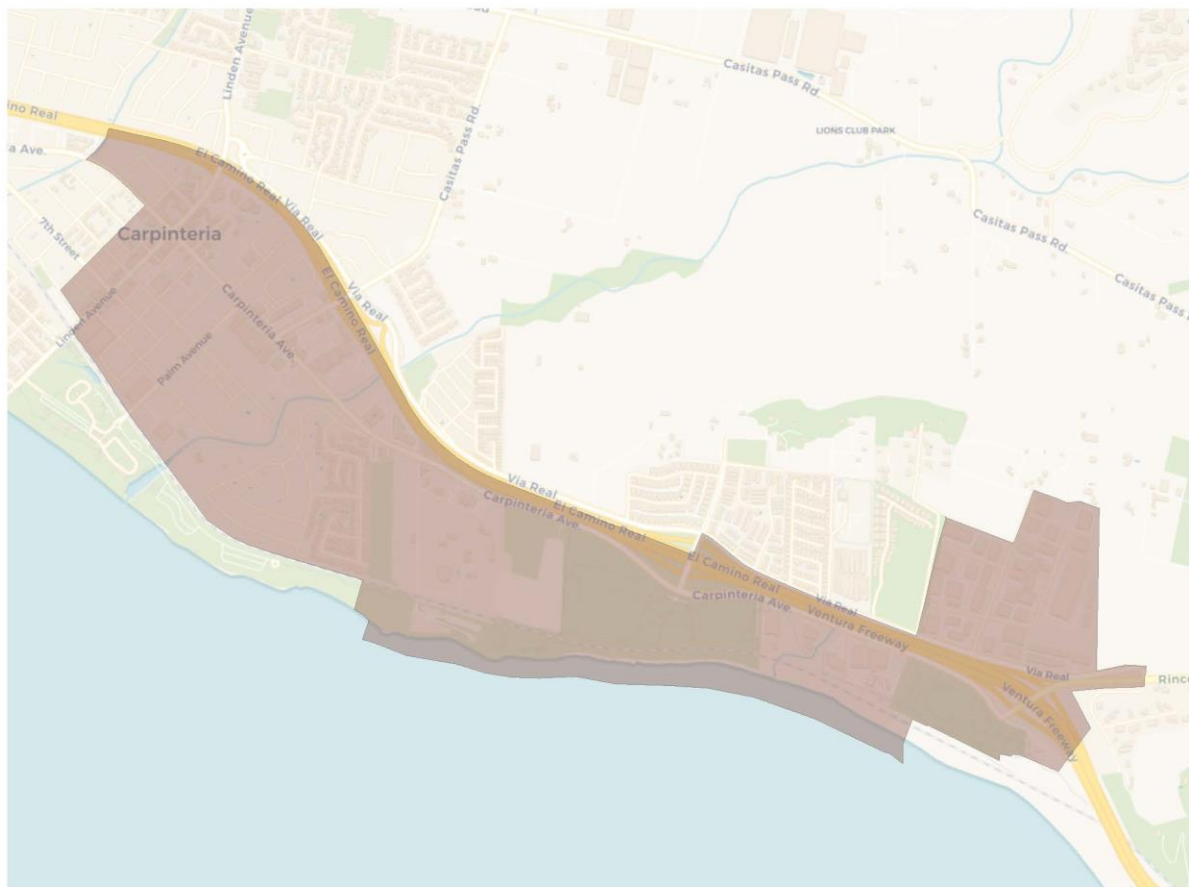 Linden Avenue
Casitas Pass Rd.
ino Real
a Ave.
LIONS CLUB PARK
El Camino Real
Via Real
Casitas Pass Rd.
7th Street
Carpinteria
Casitas Pass Rd.
Casitas Pass R
Via Real
El Camino Real
Linden Avenue
Carpinteria Ave.
Palm Avenue
Via Real
El Camino Real
Carpinteria Ave.
El Camino Real
Carpinteria Ave.
Via Real
Ventura Freeway
Via Real
Rinco
Ventura Freeway